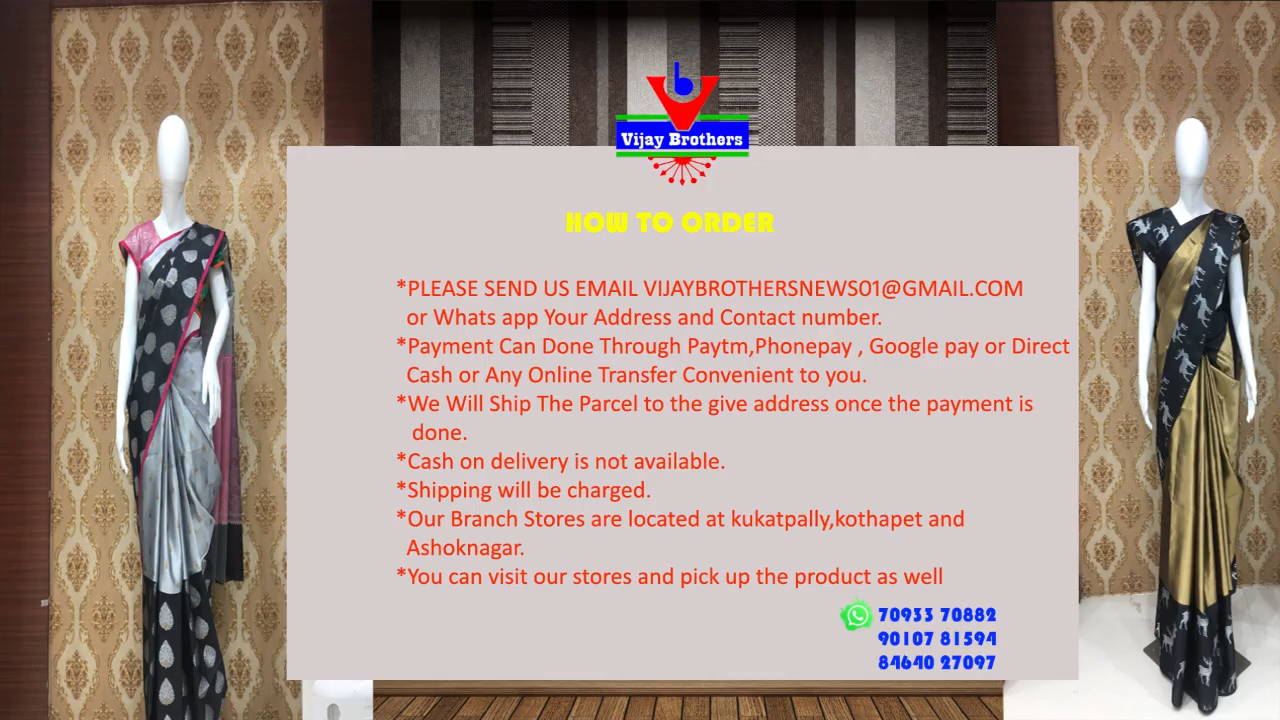 b
Vijay Brothers
HOW TO ORDER
*PLEASE SEND US EMAIL VIJAYBROTHERSNEWS01@GMAIL.COM
or Whats app Your Address and Contact number.
*Payment Can Done Through Paytm,Phonepay , Google pay or Direct
Cash or Any Online Transfer Convenient to you.
*We Will Ship The Parcel to the give address once the payment is
done.
*Cash on delivery is not available.
*Shipping will be charged.
*Our Branch Stores are located at kukatpally,kothapet and
Ashoknagar.
*You can visit our stores and pick up the product as well
70933 70882
90107 81594
84640 27097